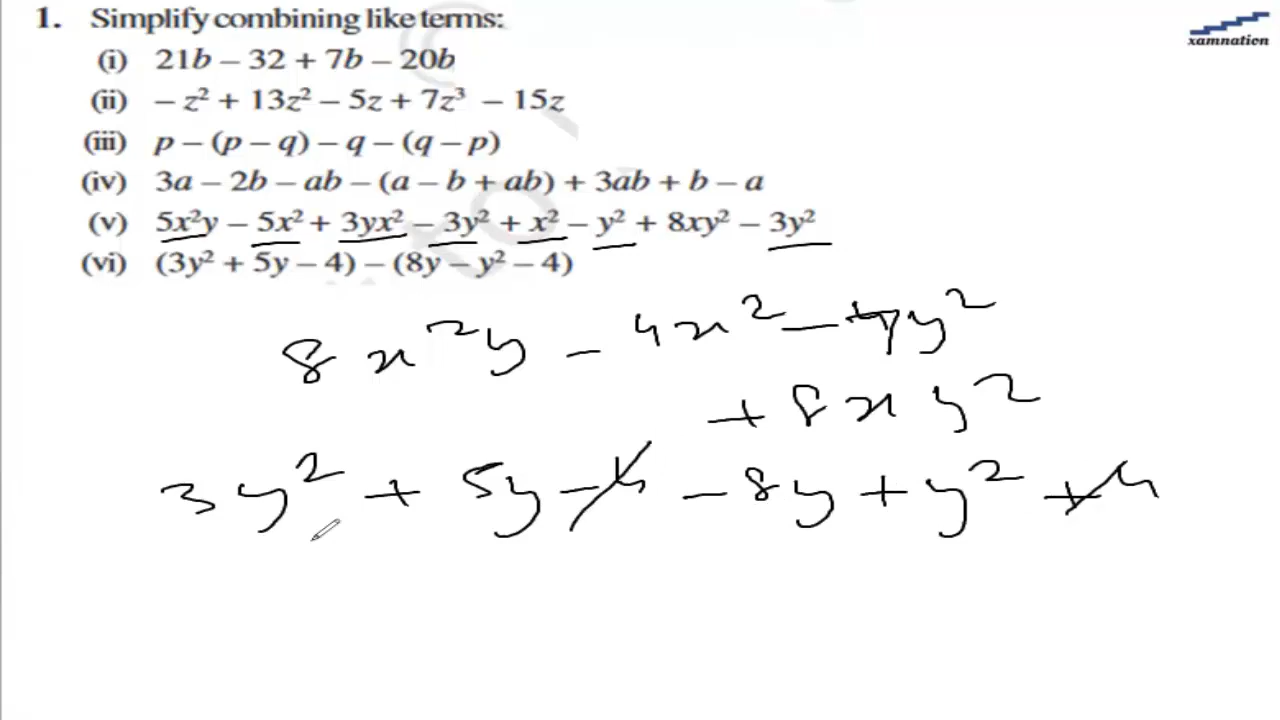 1. Simplify combining like terms:
xamnation
(i) 21b – 32 + 7b – 20b
(ii) – z² + 13z² – 5z + 7z³ – 15z
(iii) p – (p – q) – q – (q – p)
(iv) 3a – 2b – ab – (a – b + ab) + 3ab + b – a
(v) 5x²y – 5x² + 3yx² – 3y² + x² – y² + 8xy² – 3y²
(vi) (3y² + 5y – 4) – (8y – y² – 4)
8x²y – 4x² – 7y²
+ 8xy²
3y² + 5y – 4 – 8y + y² + 4